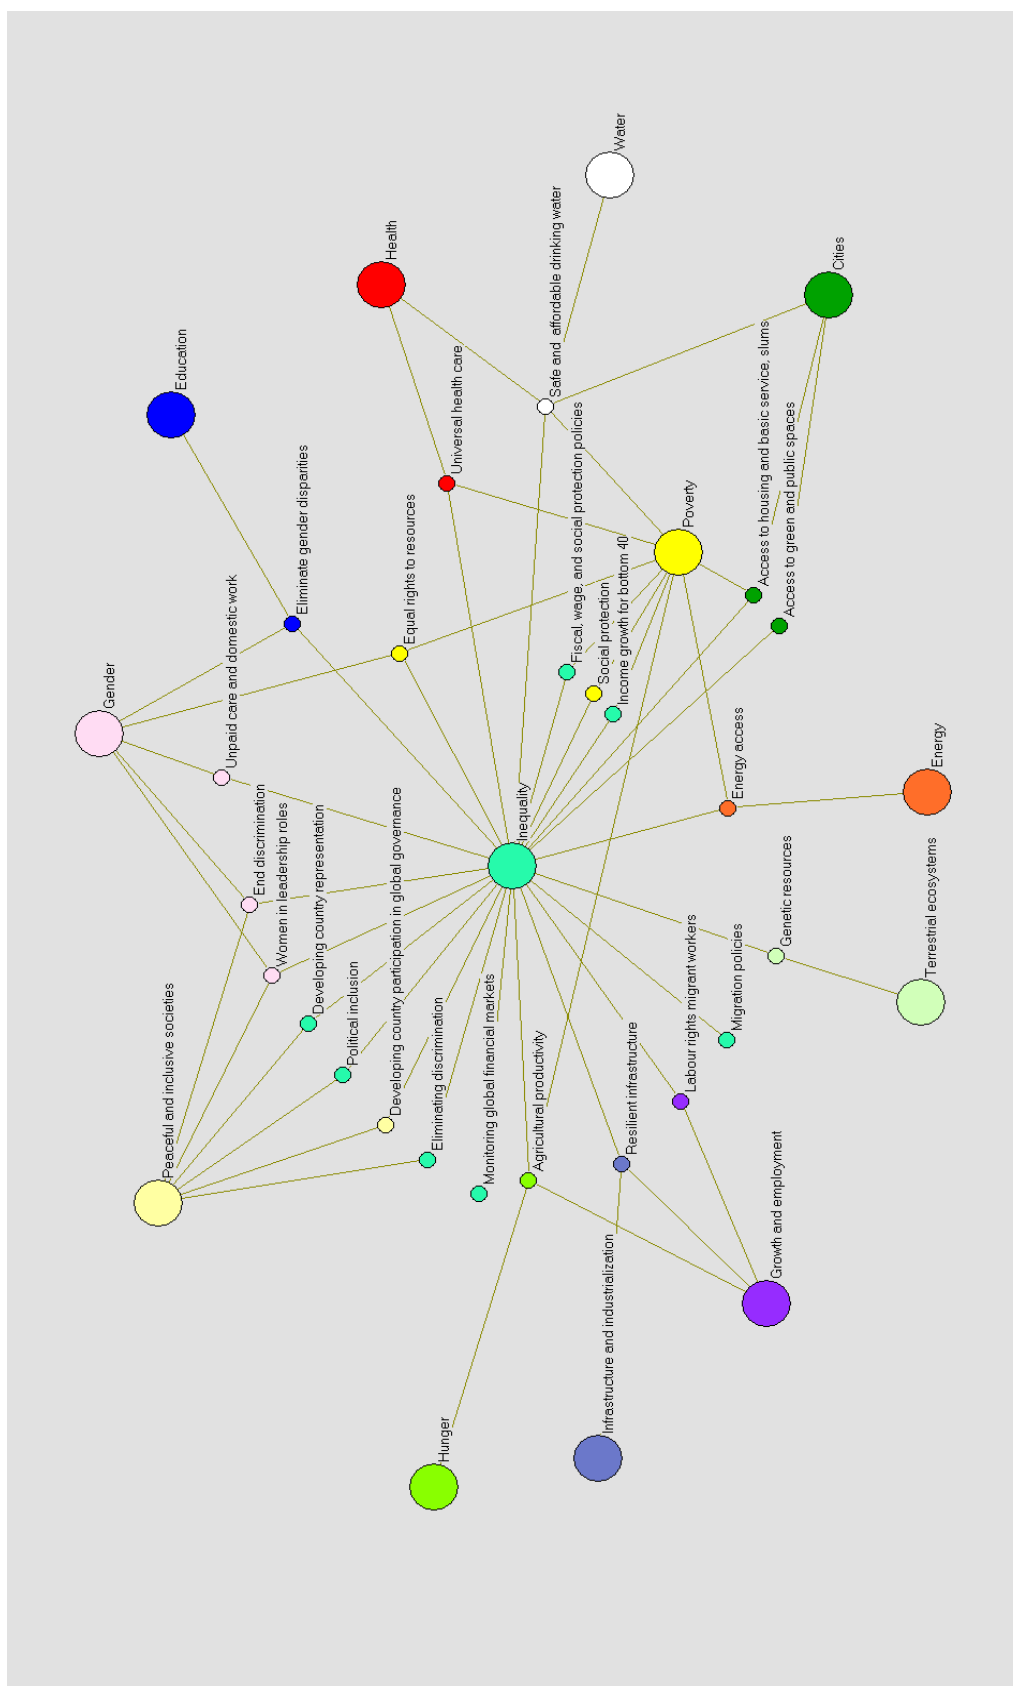 Water
Health
Safe and  affordable drinking water
Cities
Education
Universal health care
Access to housing and basic service, slums
Fiscal, wage, and social protection policies
Access to green and public spaces
Eliminate gender disparities
Equal rights to resources
Poverty
Income growth for bottom 40
Social protection
Unpaid care and domestic work
Gender
Energy access
Energy
Inequality
End discrimination
Women in leadership roles
Developing country representation
Developing country participation in global governance
Political inclusion
Peaceful and inclusive societies
Eliminating discrimination
Monitoring global financial markets
Agricultural productivity
Resilient infrastructure
Labour rights migrant workers
Migration policies
Genetic resources
Terrestrial ecosystems
Growth and employment
Infrastructure and industrialization
Hunger